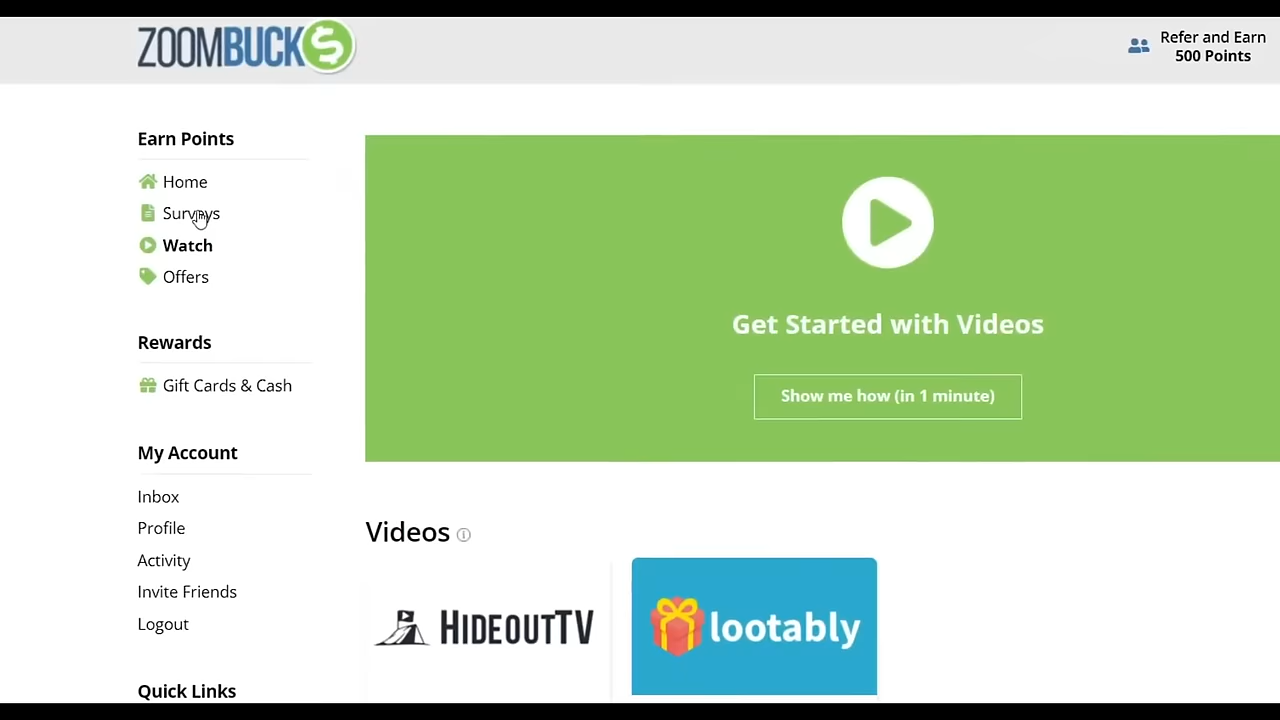 ZOOMBUCK$
Refer and Earn
500 Points
Earn Points
Home
Surveys
Watch
Offers
Rewards
Gift Cards & Cash
My Account
Inbox
Profile
Activity
Invite Friends
Logout
Quick Links
Get Started with Videos
Show me how (in 1 minute)
Videos
HIDEOUTTV
lootably